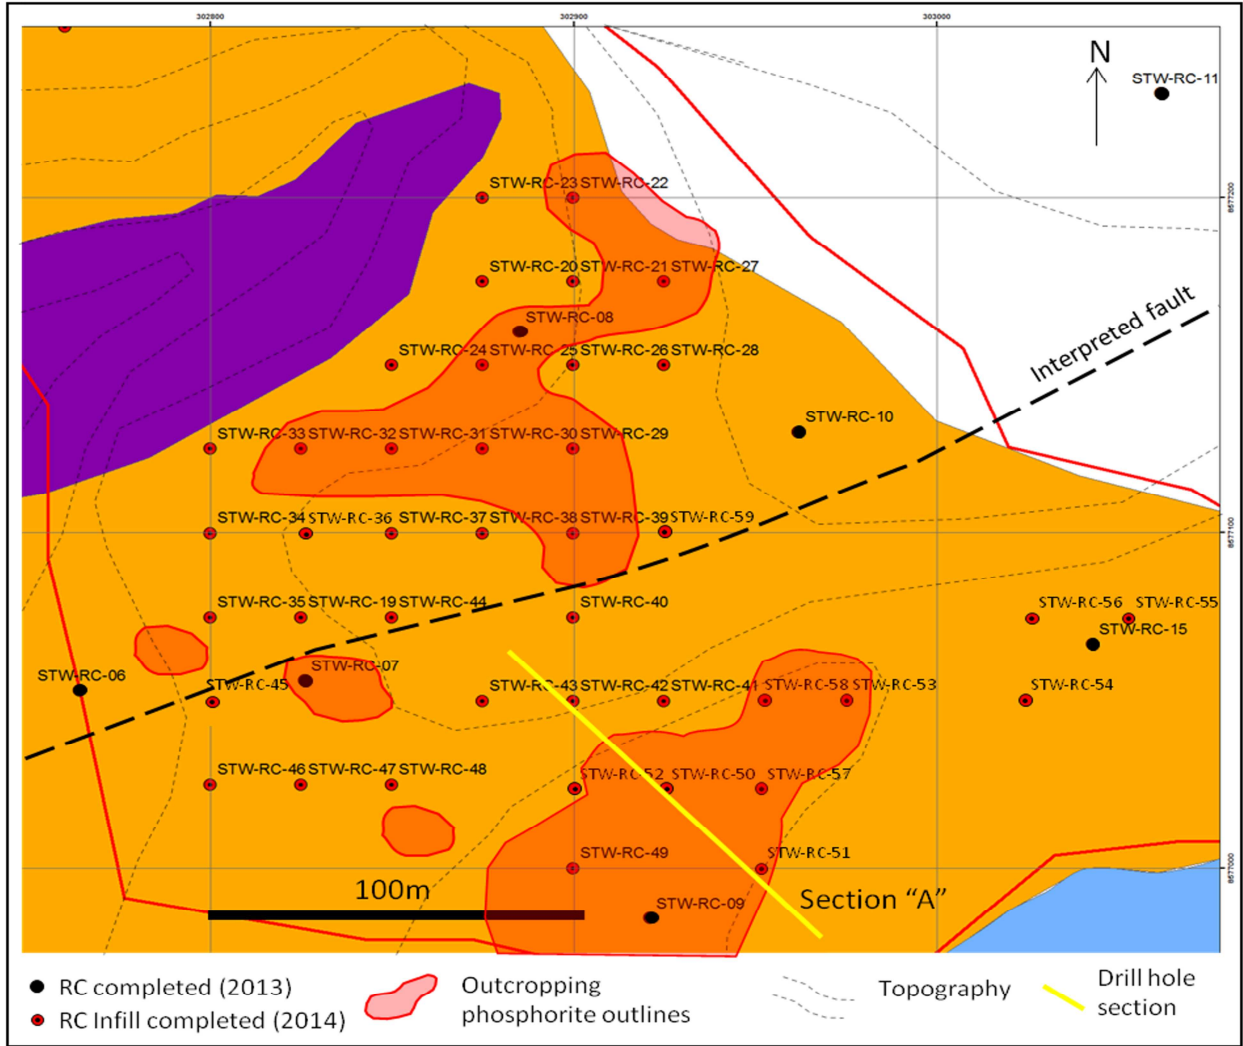 302800 302900 303000
N
STW-RC-11
STW-RC-23 STW-RC-22
8677200
STW-RC-20 STW-RC-21 STW-RC-27
STW-RC-08
Interpreted fault
STW-RC-24 STW-RC-25 STW-RC-26 STW-RC-28
STW-RC-10
STW-RC-33 STW-RC-32 STW-RC-31 STW-RC-30 STW-RC-29
STW-RC-34 STW-RC-36 STW-RC-37 STW-RC-38 STW-RC-39 STW-RC-59
8677100
STW-RC-35 STW-RC-19 STW-RC-44 STW-RC-40 STW-RC-56 STW-RC-55
STW-RC-15
STW-RC-06 STW-RC-07
STW-RC-45 STW-RC-43 STW-RC-42 STW-RC-41 STW-RC-58 STW-RC-53 STW-RC-54
STW-RC-46 STW-RC-47 STW-RC-48 STW-RC-52 STW-RC-50 STW-RC-57
STW-RC-49 STW-RC-51
8677000
100m
STW-RC-09
Section “A”
RC completed (2013)
RC Infill completed (2014)
Outcropping
phosphorite outlines
Topography
Drill hole
section